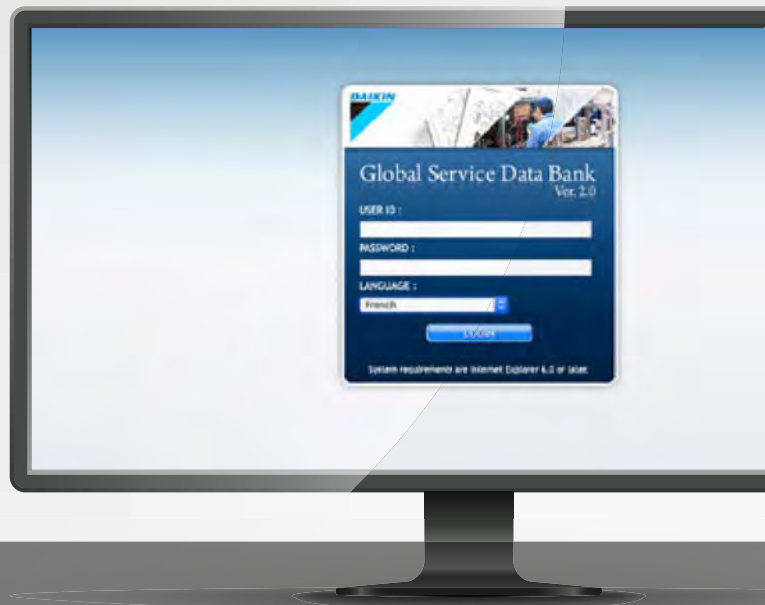 DAIKIN
Global Service Data Bank
Ver. 2.0
USER ID :
PASSWORD :
LANGUAGE :
French
LOGIN
System requirements are Internet Explorer 6.0 or later.